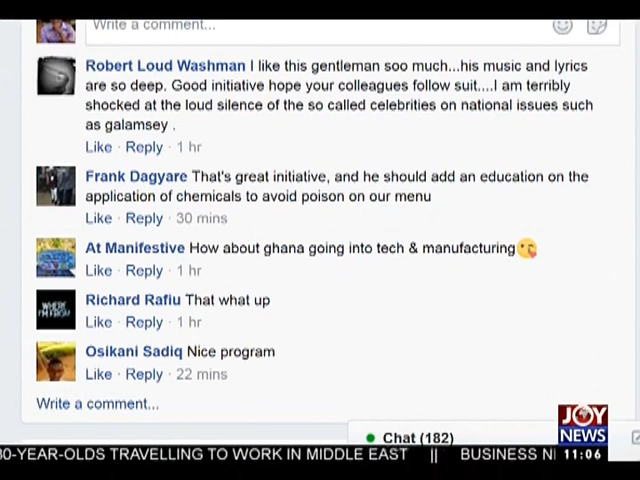 Write a comment...
Robert Loud Washman I like this gentleman soo much...his music and lyrics
are so deep. Good initiative hope your colleagues follow suit....I am terribly
shocked at the loud silence of the so called celebrities on national issues such
as galamsey .
Like · Reply · 1 hr
Frank Dagyare That's great initiative, and he should add an education on the
application of chemicals to avoid poison on our menu
Like · Reply · 30 mins
At Manifestive How about ghana going into tech & manufacturing😘
Like · Reply · 1 hr
WHERE I'M FROM
Richard Rafiu That what up
Like · Reply · 1 hr
Osikani Sadiq Nice program
Like · Reply · 22 mins
Write a comment...
Chat (182)
JOY
NEWS
30-YEAR-OLDS TRAVELLING TO WORK IN MIDDLE EAST || BUSINESS
11:06